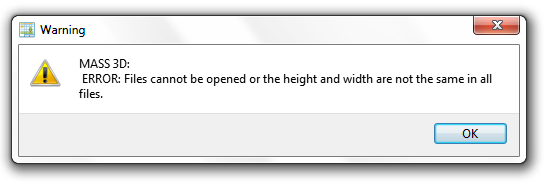 Warning
MASS 3D:
ERROR: Files cannot be opened or the height and width are not the same in all
files.
OK